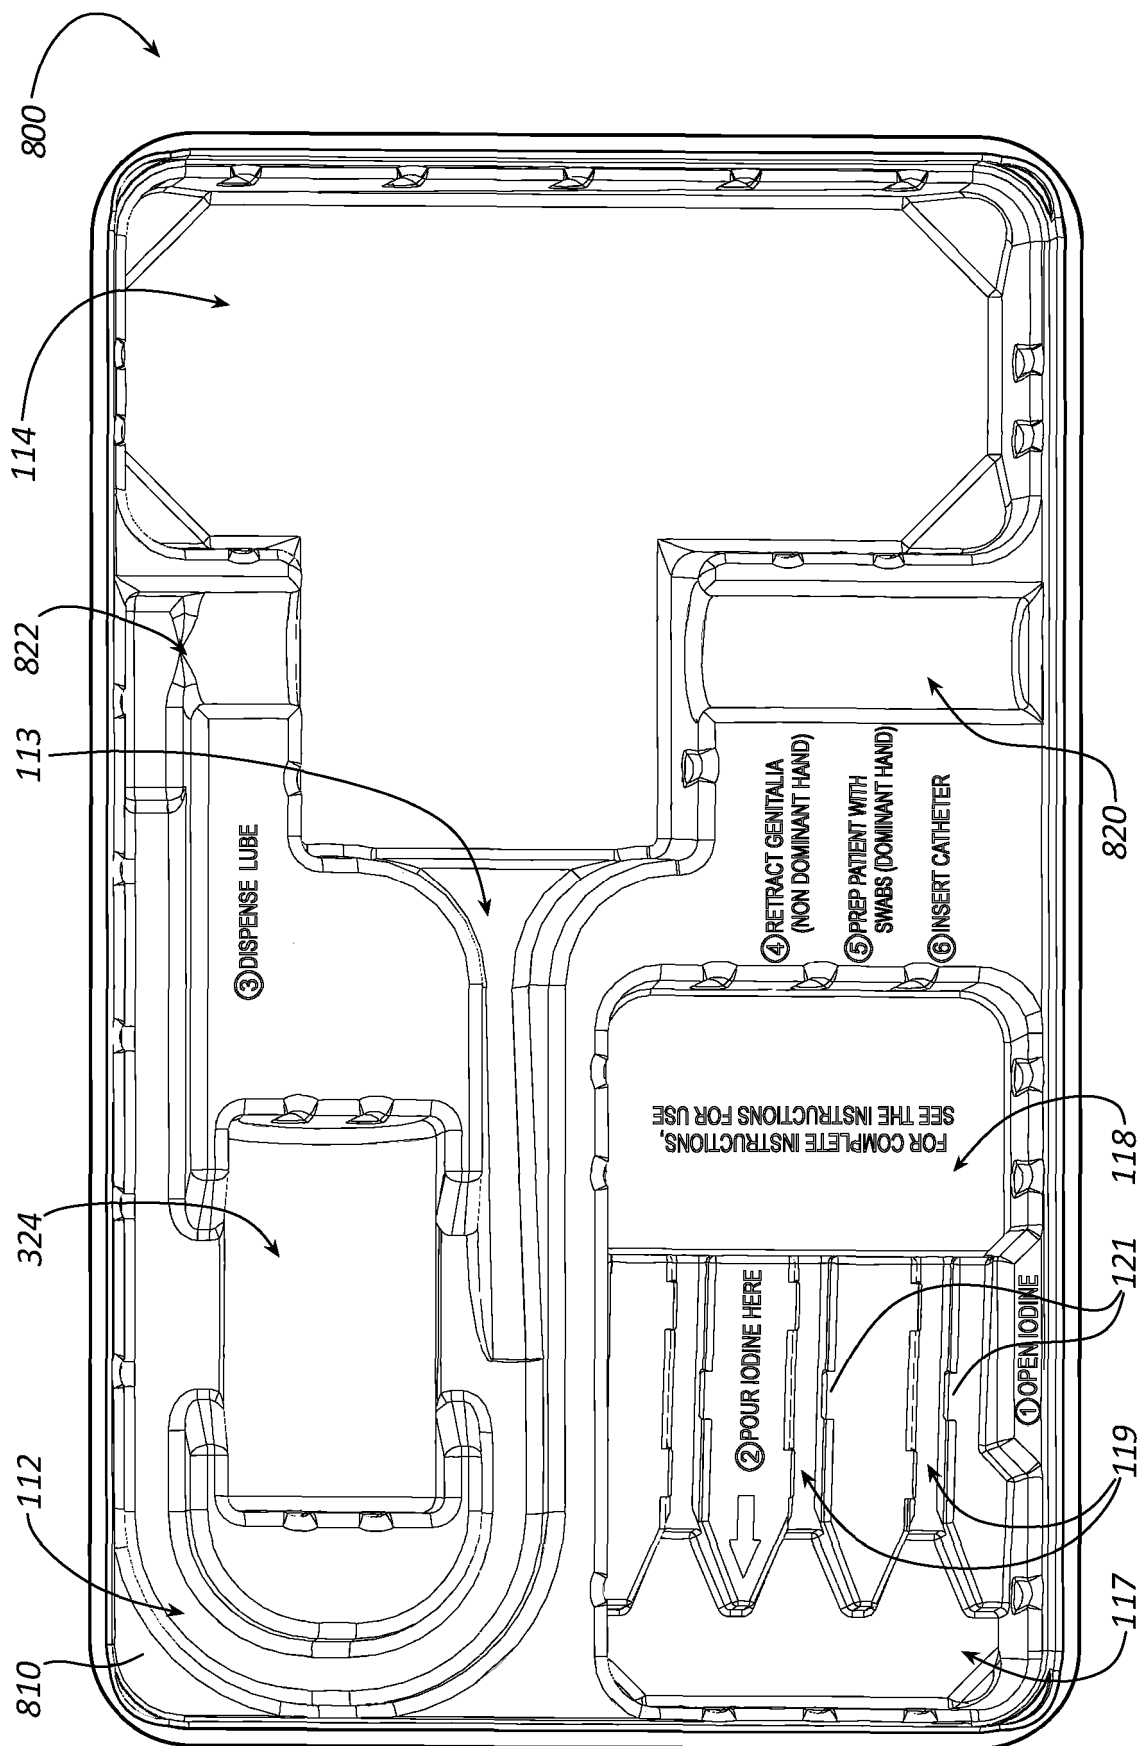 800
114
822
113
324
112
810
③DISPENSE LUBE
④RETRACT GENITALIA
(NON DOMINANT HAND)
⑤PREP PATIENT WITH
SWABS (DOMINANT HAND)
⑥INSERT CATHETER
FOR COMPLETE INSTRUCTIONS,
SEE THE INSTRUCTIONS FOR USE
②POUR IODINE HERE
①OPEN IODINE
820
118
121
119
117